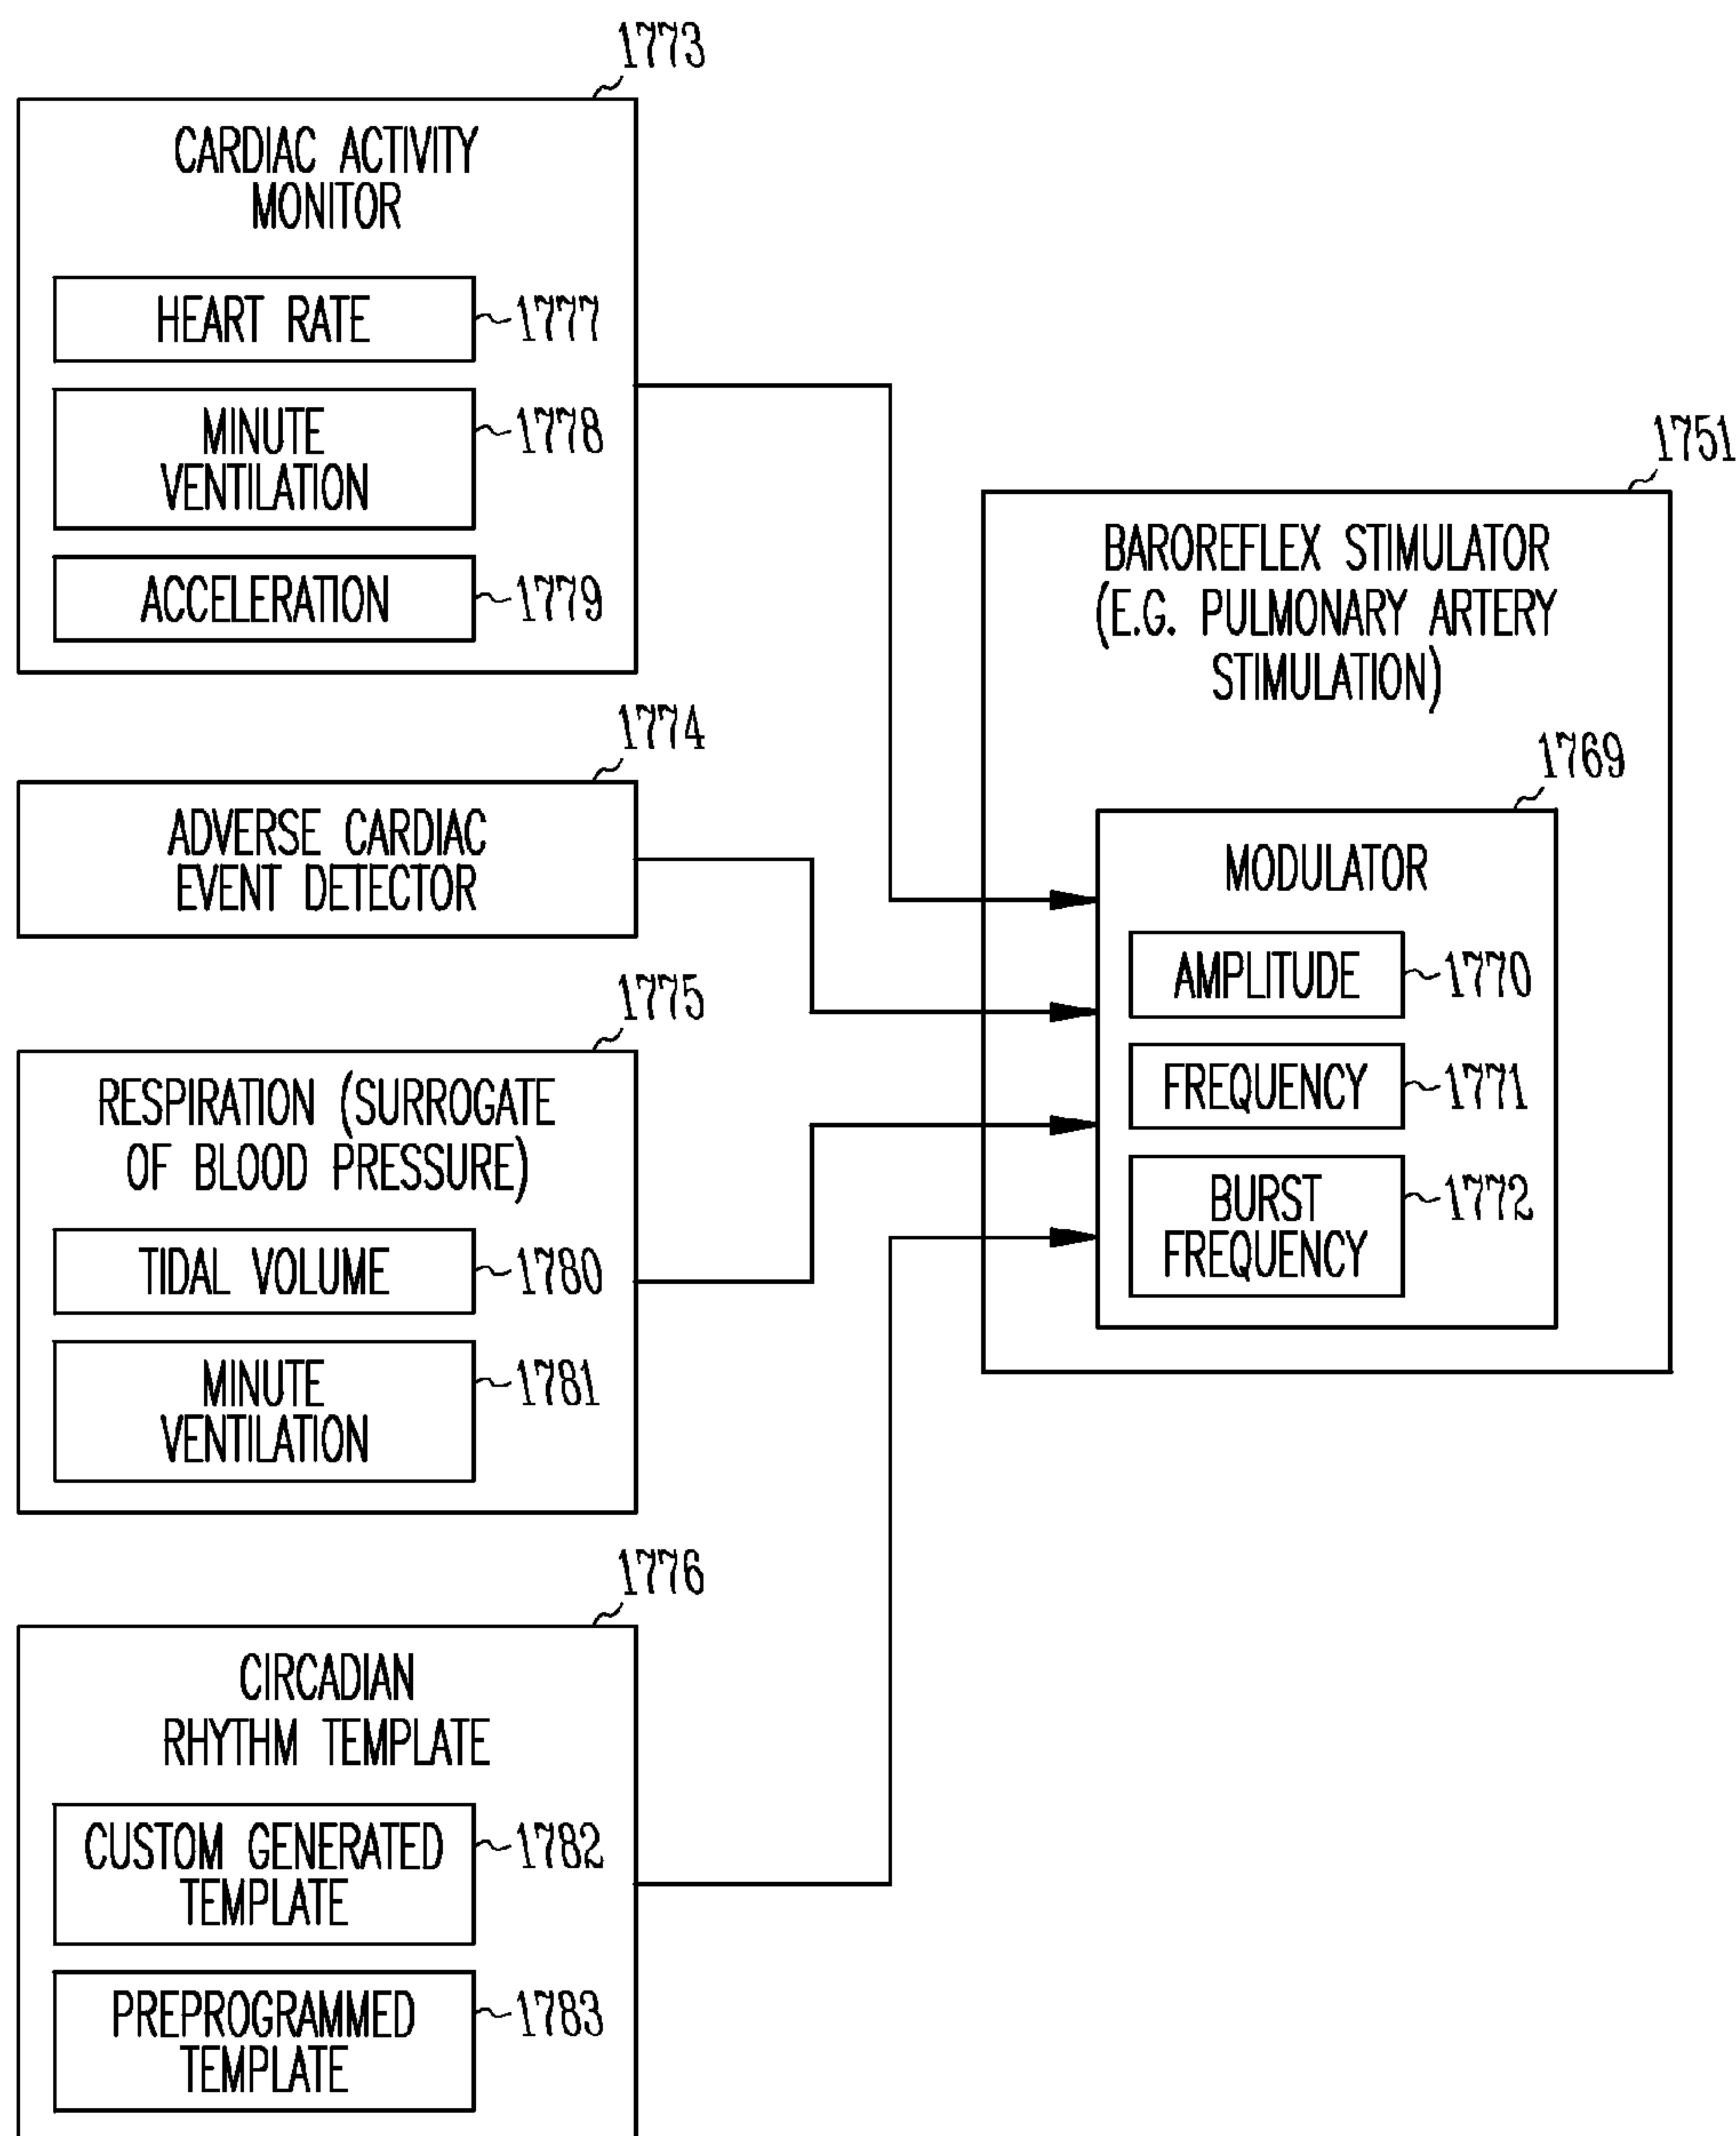 1773
CARDIAC ACTIVITY
MONITOR
HEART RATE
1777
MINUTE
VENTILATION
1778
ACCELERATION
1779
1774
ADVERSE CARDIAC
EVENT DETECTOR
1775
RESPIRATION (SURROGATE
OF BLOOD PRESSURE)
TIDAL VOLUME
1780
MINUTE
VENTILATION
1781
1776
CIRCADIAN
RHYTHM TEMPLATE
CUSTOM GENERATED
TEMPLATE
1782
PREPROGRAMMED
TEMPLATE
1783
1751
BAROREFLEX STIMULATOR
(E.G. PULMONARY ARTERY
STIMULATION)
1769
MODULATOR
AMPLITUDE
1770
FREQUENCY
1771
BURST
FREQUENCY
1772